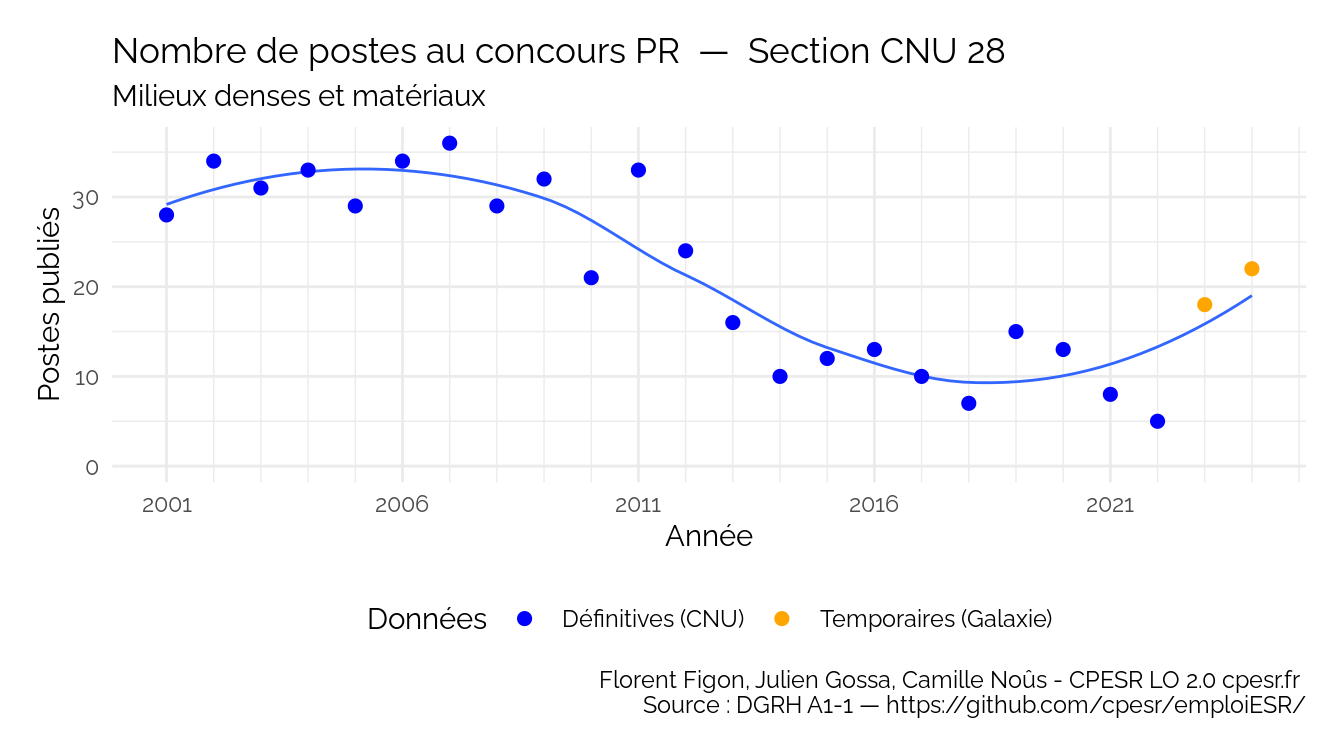 Nombre de postes au concours PR — Section CNU 28
Milieux denses et matériaux
Postes publiés
30
20
10
0
2001 2006 2011 2016 2021
Année
Données Définitives (CNU) Temporaires (Galaxie)
Florent Figon, Julien Gossa, Camille Noûs - CPESR LO 2.0 cpesr.fr
Source : DGRH A1-1 — https://github.com/cpesr/emploiESR/